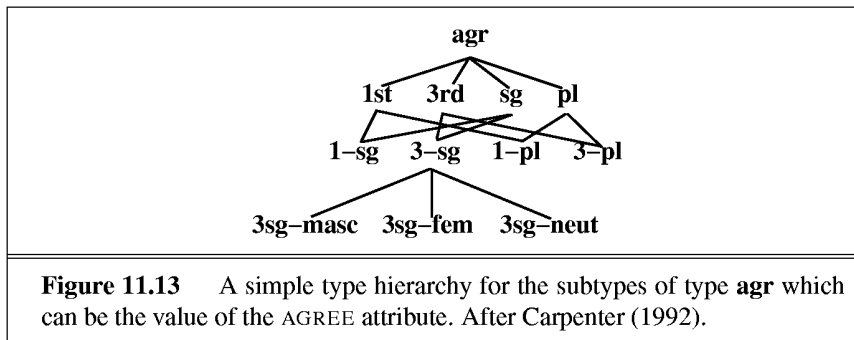 agr
1st 3rd sg pl
1−sg 3−sg 1−pl 3−pl
3sg−masc 3sg−fem 3sg−neut
Figure 11.13 A simple type hierarchy for the subtypes of type agr which
can be the value of the AGREE attribute. After Carpenter (1992).